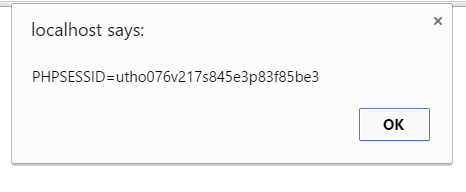 localhost says:
PHPSESSID=utho076v217s845e3p83f85be3
OK